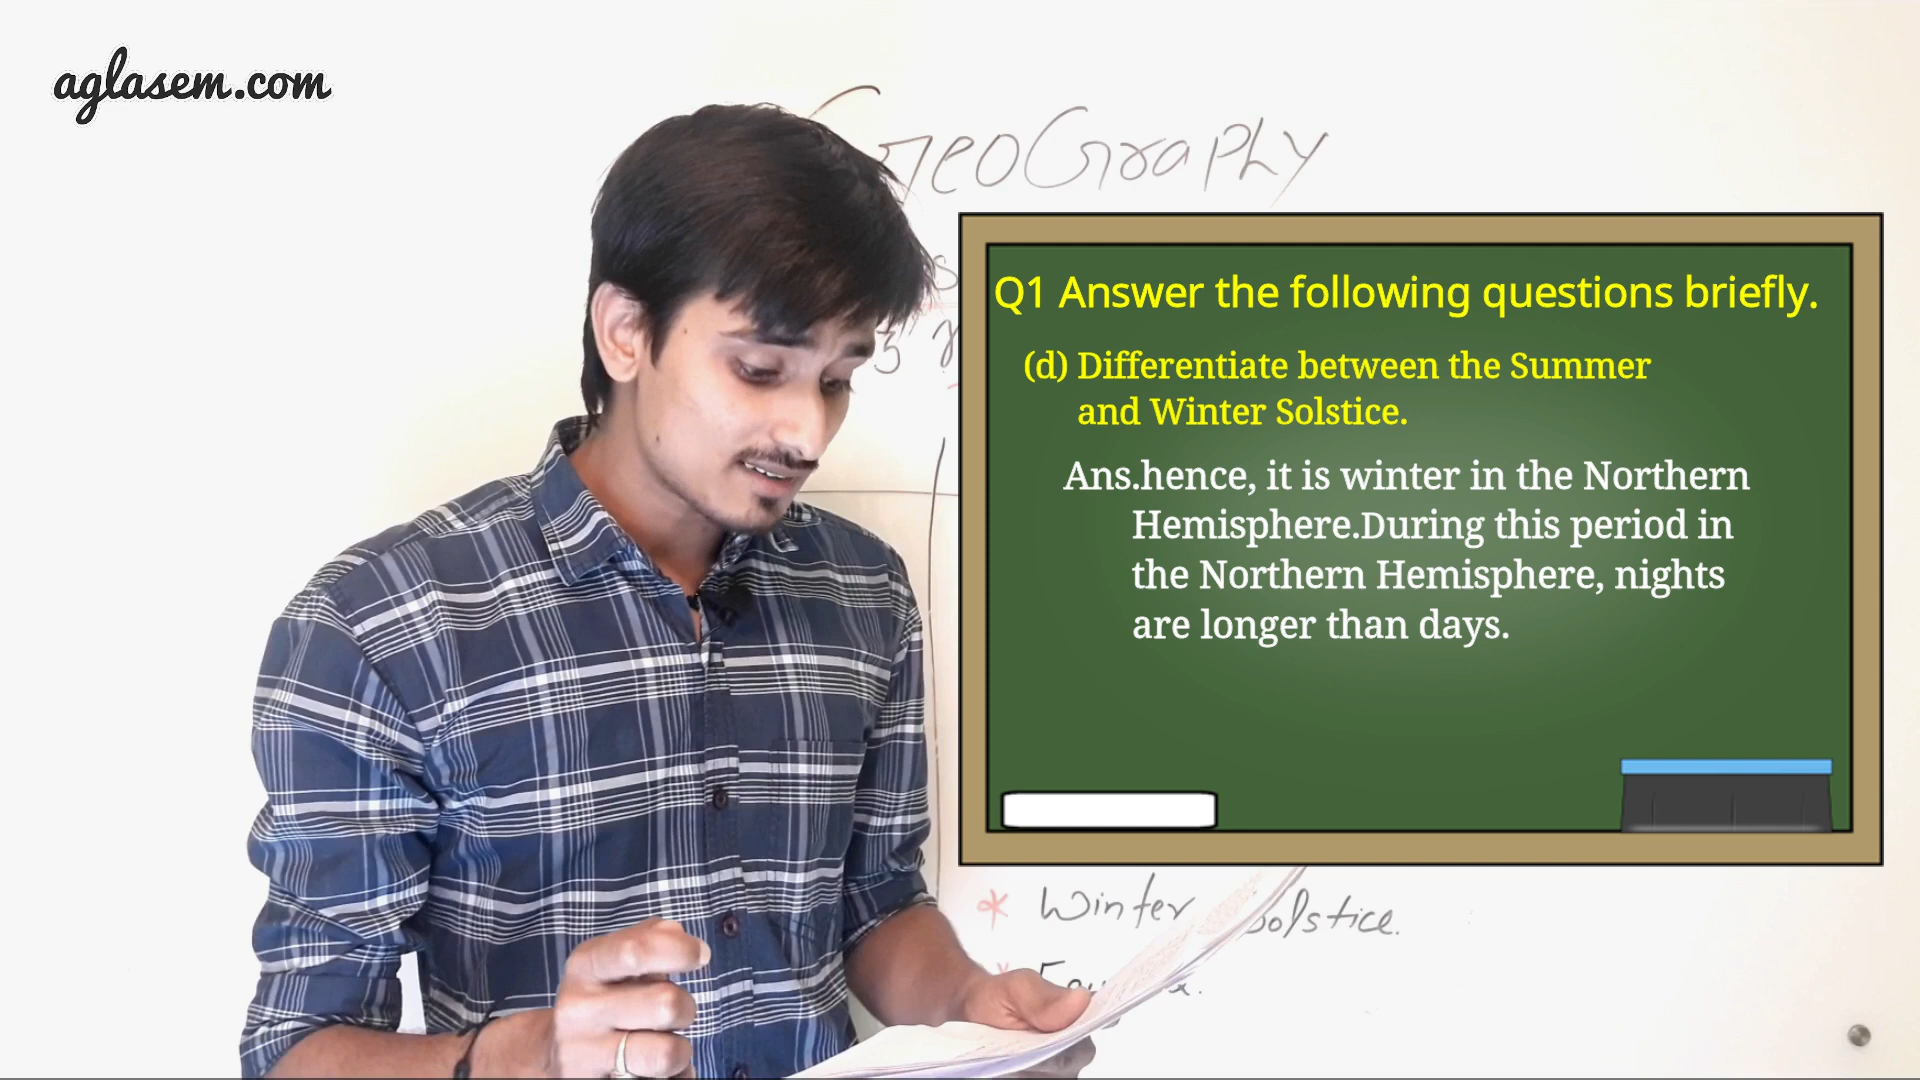 aglasem.com
GeoGraphy
Q1 Answer the following questions briefly.
(d) Differentiate between the Summer
and Winter Solstice.
Ans.hence, it is winter in the Northern
Hemisphere.During this period in
the Northern Hemisphere, nights
are longer than days.
* Winter Solstice.